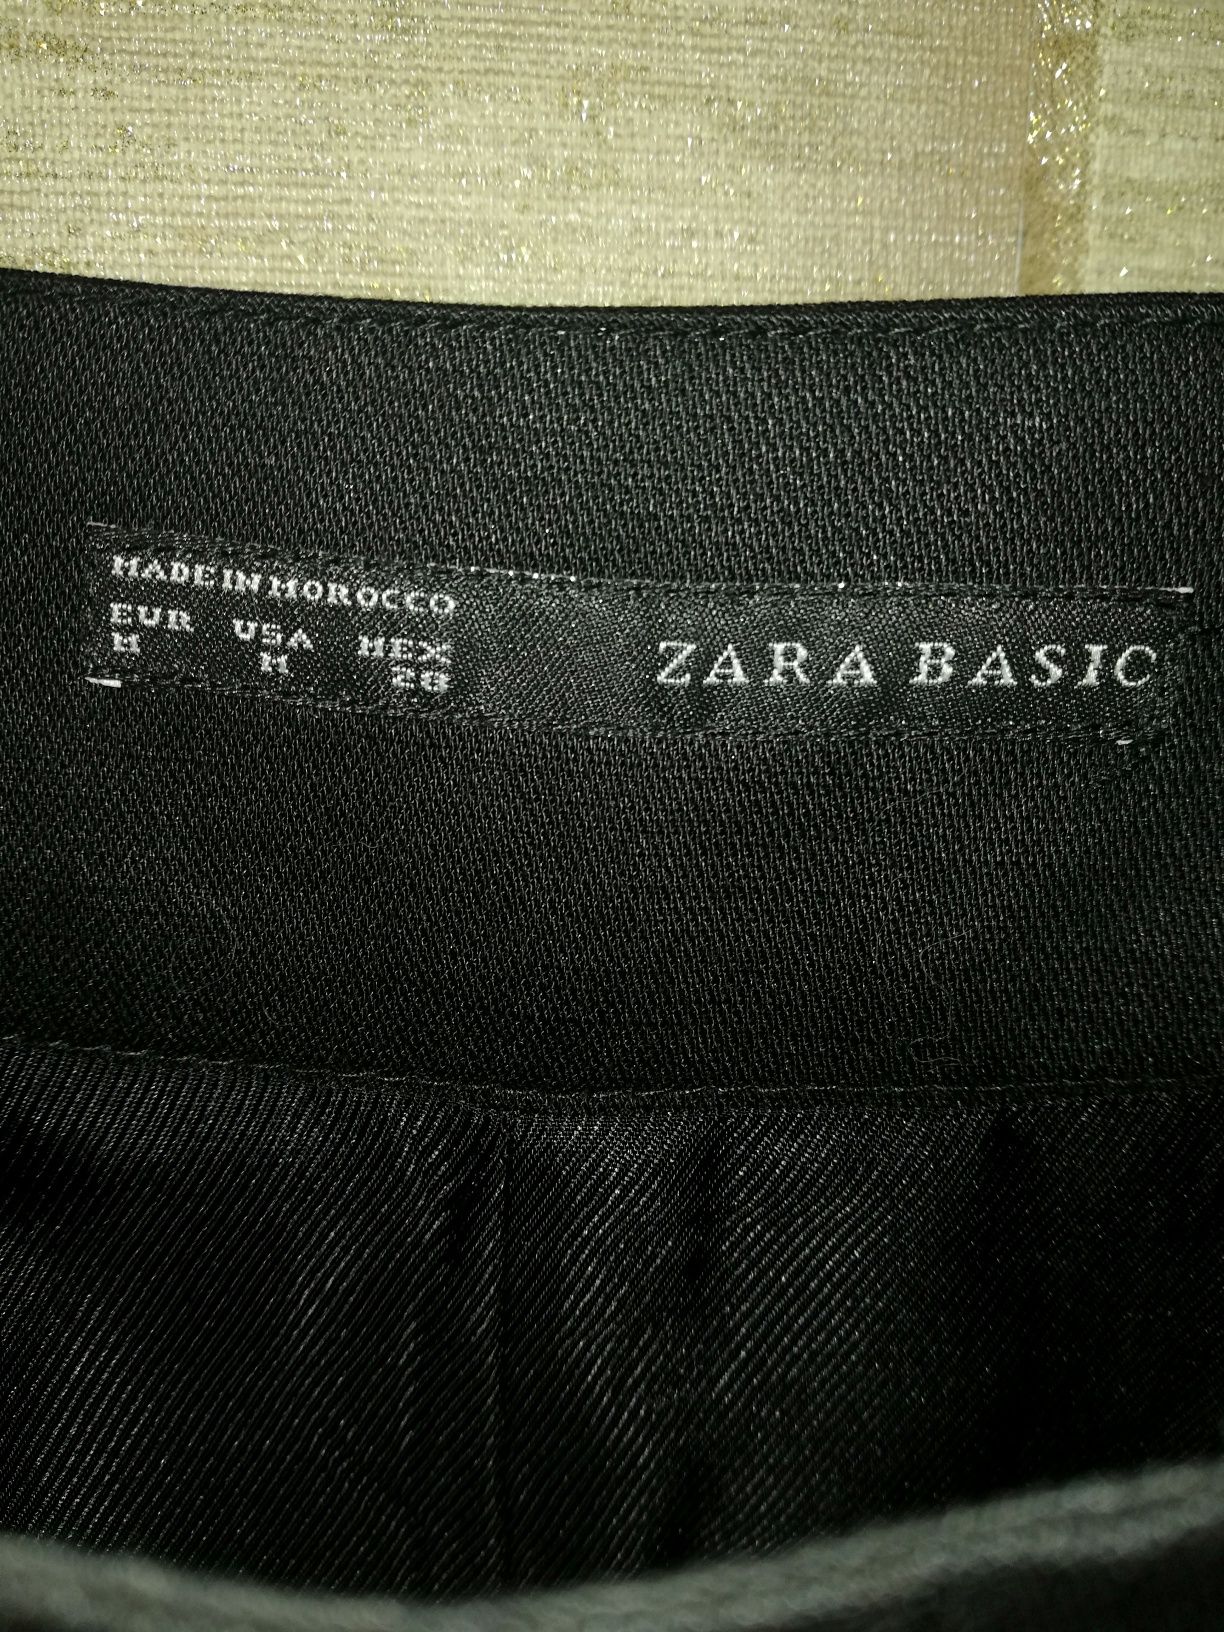 MADE IN MOROCCO
EUR USA MEX
M M 28
ZARA BASIC